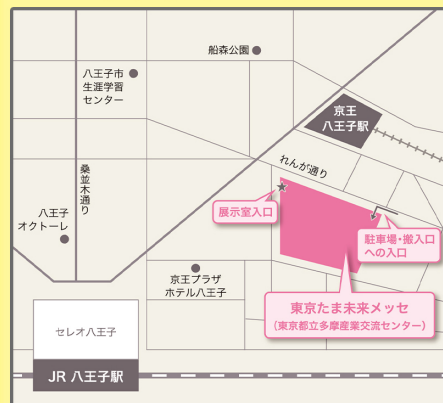 船森公園
八王子市
生涯学習
センター
京王
八王子駅
れんが通り
桑並木通り
展示室入口
八王子
オクトーレ
駐車場・搬入口
への入口
京王プラザ
ホテル八王子
東京たま未来メッセ
(東京都立多摩産業交流センター)
セレオ八王子
JR 八王子駅